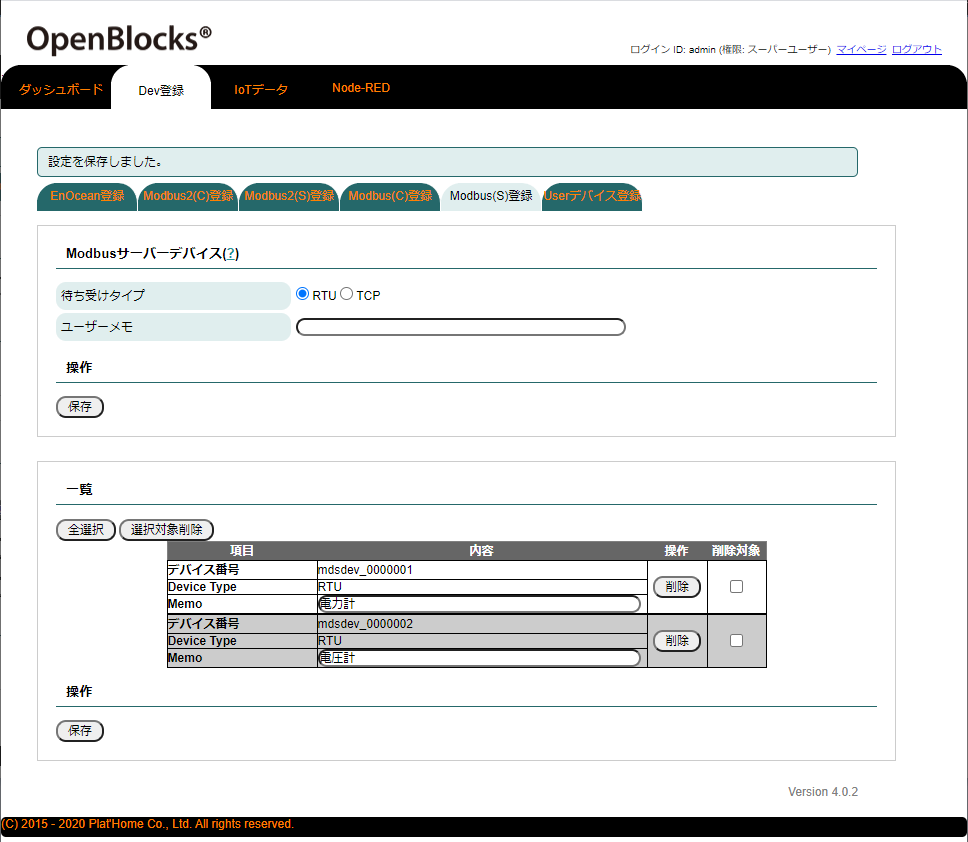 OpenBlocks®
ログイン ID: admin (権限: スーパーユーザー) マイページ ログアウト
ダッシュボード Dev登録 IoTデータ Node-RED
設定を保存しました。
EnOcean登録 Modbus2(C)登録 Modbus2(S)登録 Modbus(C)登録 Modbus(S)登録 Userデバイス登録
Modbusサーバーデバイス(?)
待ち受けタイプ RTU TCP
ユーザーメモ
操作
保存
一覧
全選択 選択対象削除
項目 内容 操作 削除対象
デバイス番号 mdsdev_0000001
Device Type RTU 削除
Memo 電力計
デバイス番号 mdsdev_0000002
Device Type RTU 削除
Memo 電圧計
操作
保存
Version 4.0.2
(C) 2015 - 2020 Plat'Home Co., Ltd. All rights reserved.